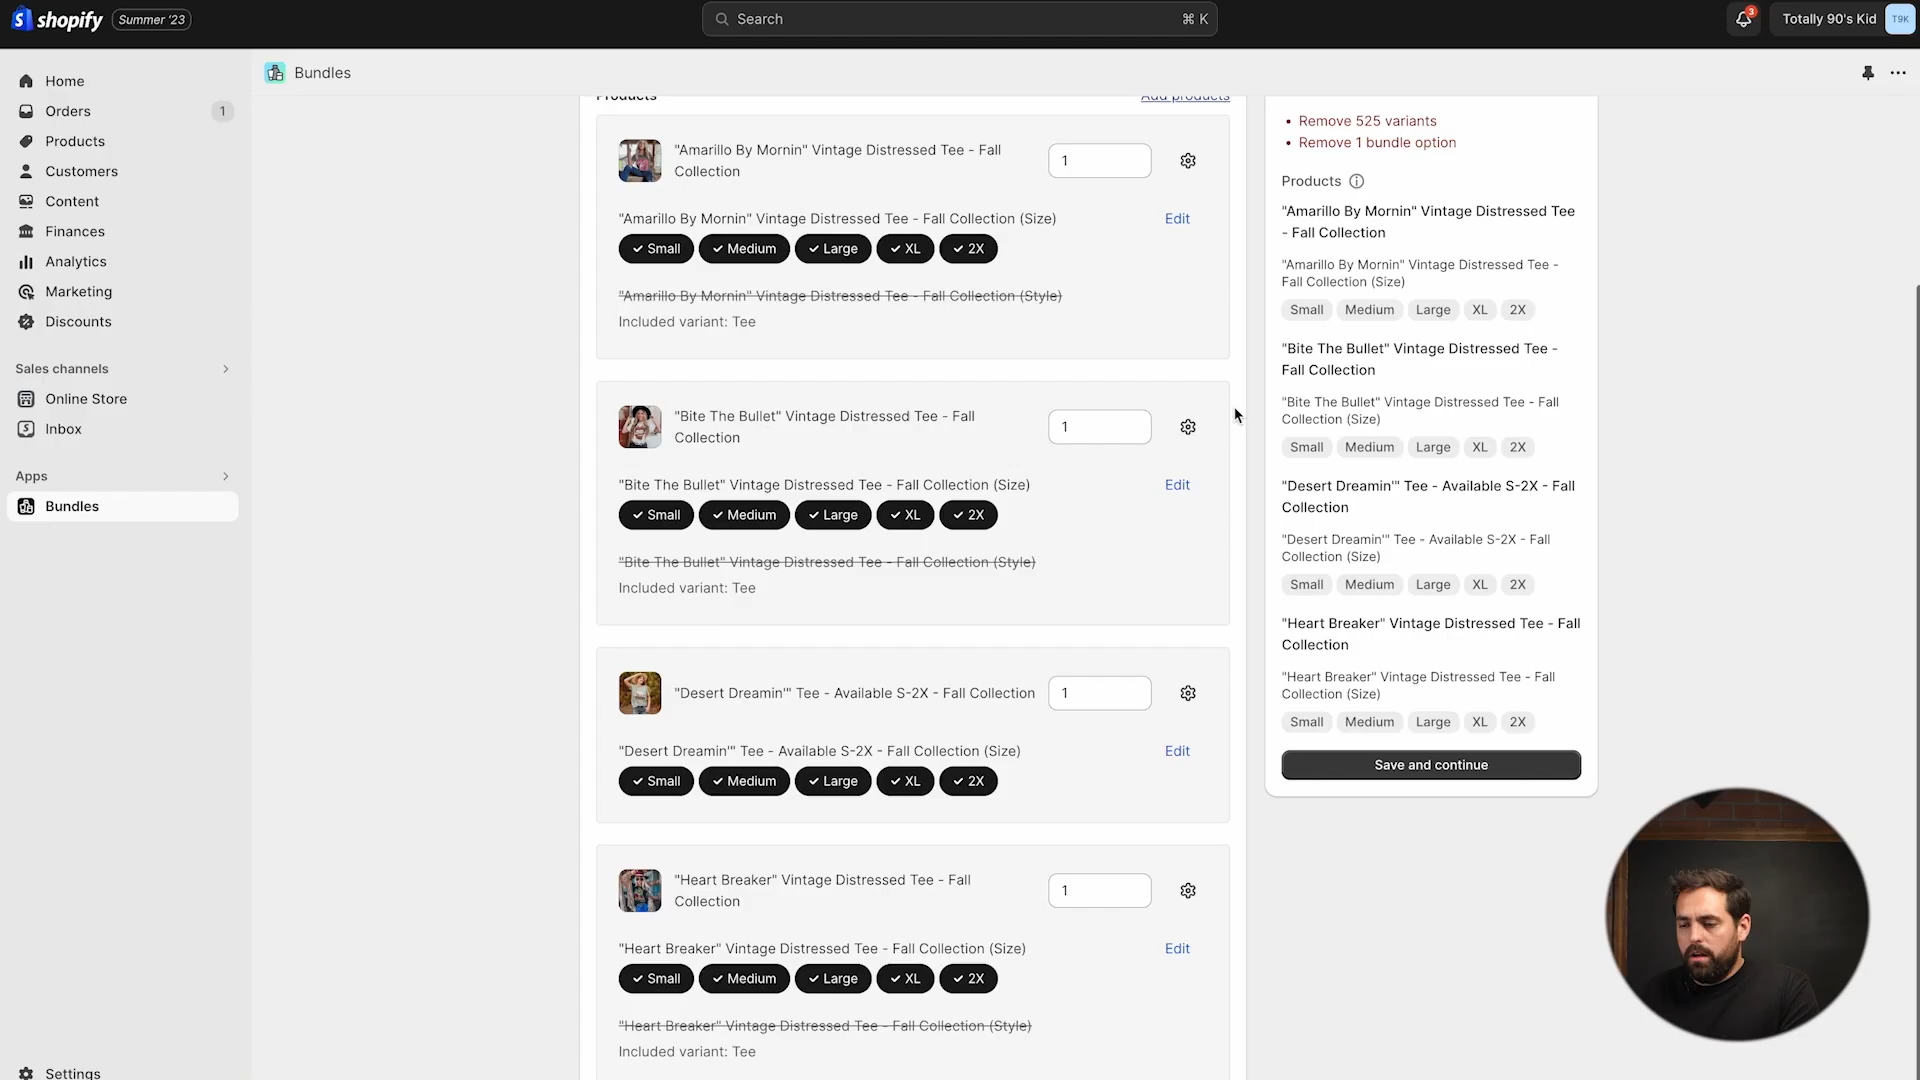 shopify
Summer '23
Search
⌘ K
3
Totally 90's Kid
T9K
Home
Orders
1
Products
Customers
Content
Finances
Analytics
Marketing
Discounts
Sales channels
Online Store
Inbox
Apps
Bundles
Settings
Bundles
Products
Add products
"Amarillo By Mornin" Vintage Distressed Tee - Fall
Collection
1
"Amarillo By Mornin" Vintage Distressed Tee - Fall Collection (Size)
Edit
Small Medium Large XL 2X
"Amarillo By Mornin" Vintage Distressed Tee - Fall Collection (Style)
Included variant: Tee
"Bite The Bullet" Vintage Distressed Tee - Fall
Collection
1
"Bite The Bullet" Vintage Distressed Tee - Fall Collection (Size)
Edit
Small Medium Large XL 2X
"Bite The Bullet" Vintage Distressed Tee - Fall Collection (Style)
Included variant: Tee
"Desert Dreamin'" Tee - Available S-2X - Fall Collection
1
"Desert Dreamin'" Tee - Available S-2X - Fall Collection (Size)
Edit
Small Medium Large XL 2X
"Heart Breaker" Vintage Distressed Tee - Fall
Collection
1
"Heart Breaker" Vintage Distressed Tee - Fall Collection (Size)
Edit
Small Medium Large XL 2X
"Heart Breaker" Vintage Distressed Tee - Fall Collection (Style)
Included variant: Tee
• Remove 525 variants
• Remove 1 bundle option
Products
"Amarillo By Mornin" Vintage Distressed Tee
- Fall Collection
"Amarillo By Mornin" Vintage Distressed Tee -
Fall Collection (Size)
Small Medium Large XL 2X
"Bite The Bullet" Vintage Distressed Tee -
Fall Collection
"Bite The Bullet" Vintage Distressed Tee - Fall
Collection (Size)
Small Medium Large XL 2X
"Desert Dreamin'" Tee - Available S-2X - Fall
Collection
"Desert Dreamin'" Tee - Available S-2X - Fall
Collection (Size)
Small Medium Large XL 2X
"Heart Breaker" Vintage Distressed Tee - Fall
Collection
"Heart Breaker" Vintage Distressed Tee - Fall
Collection (Size)
Small Medium Large XL 2X
Save and continue